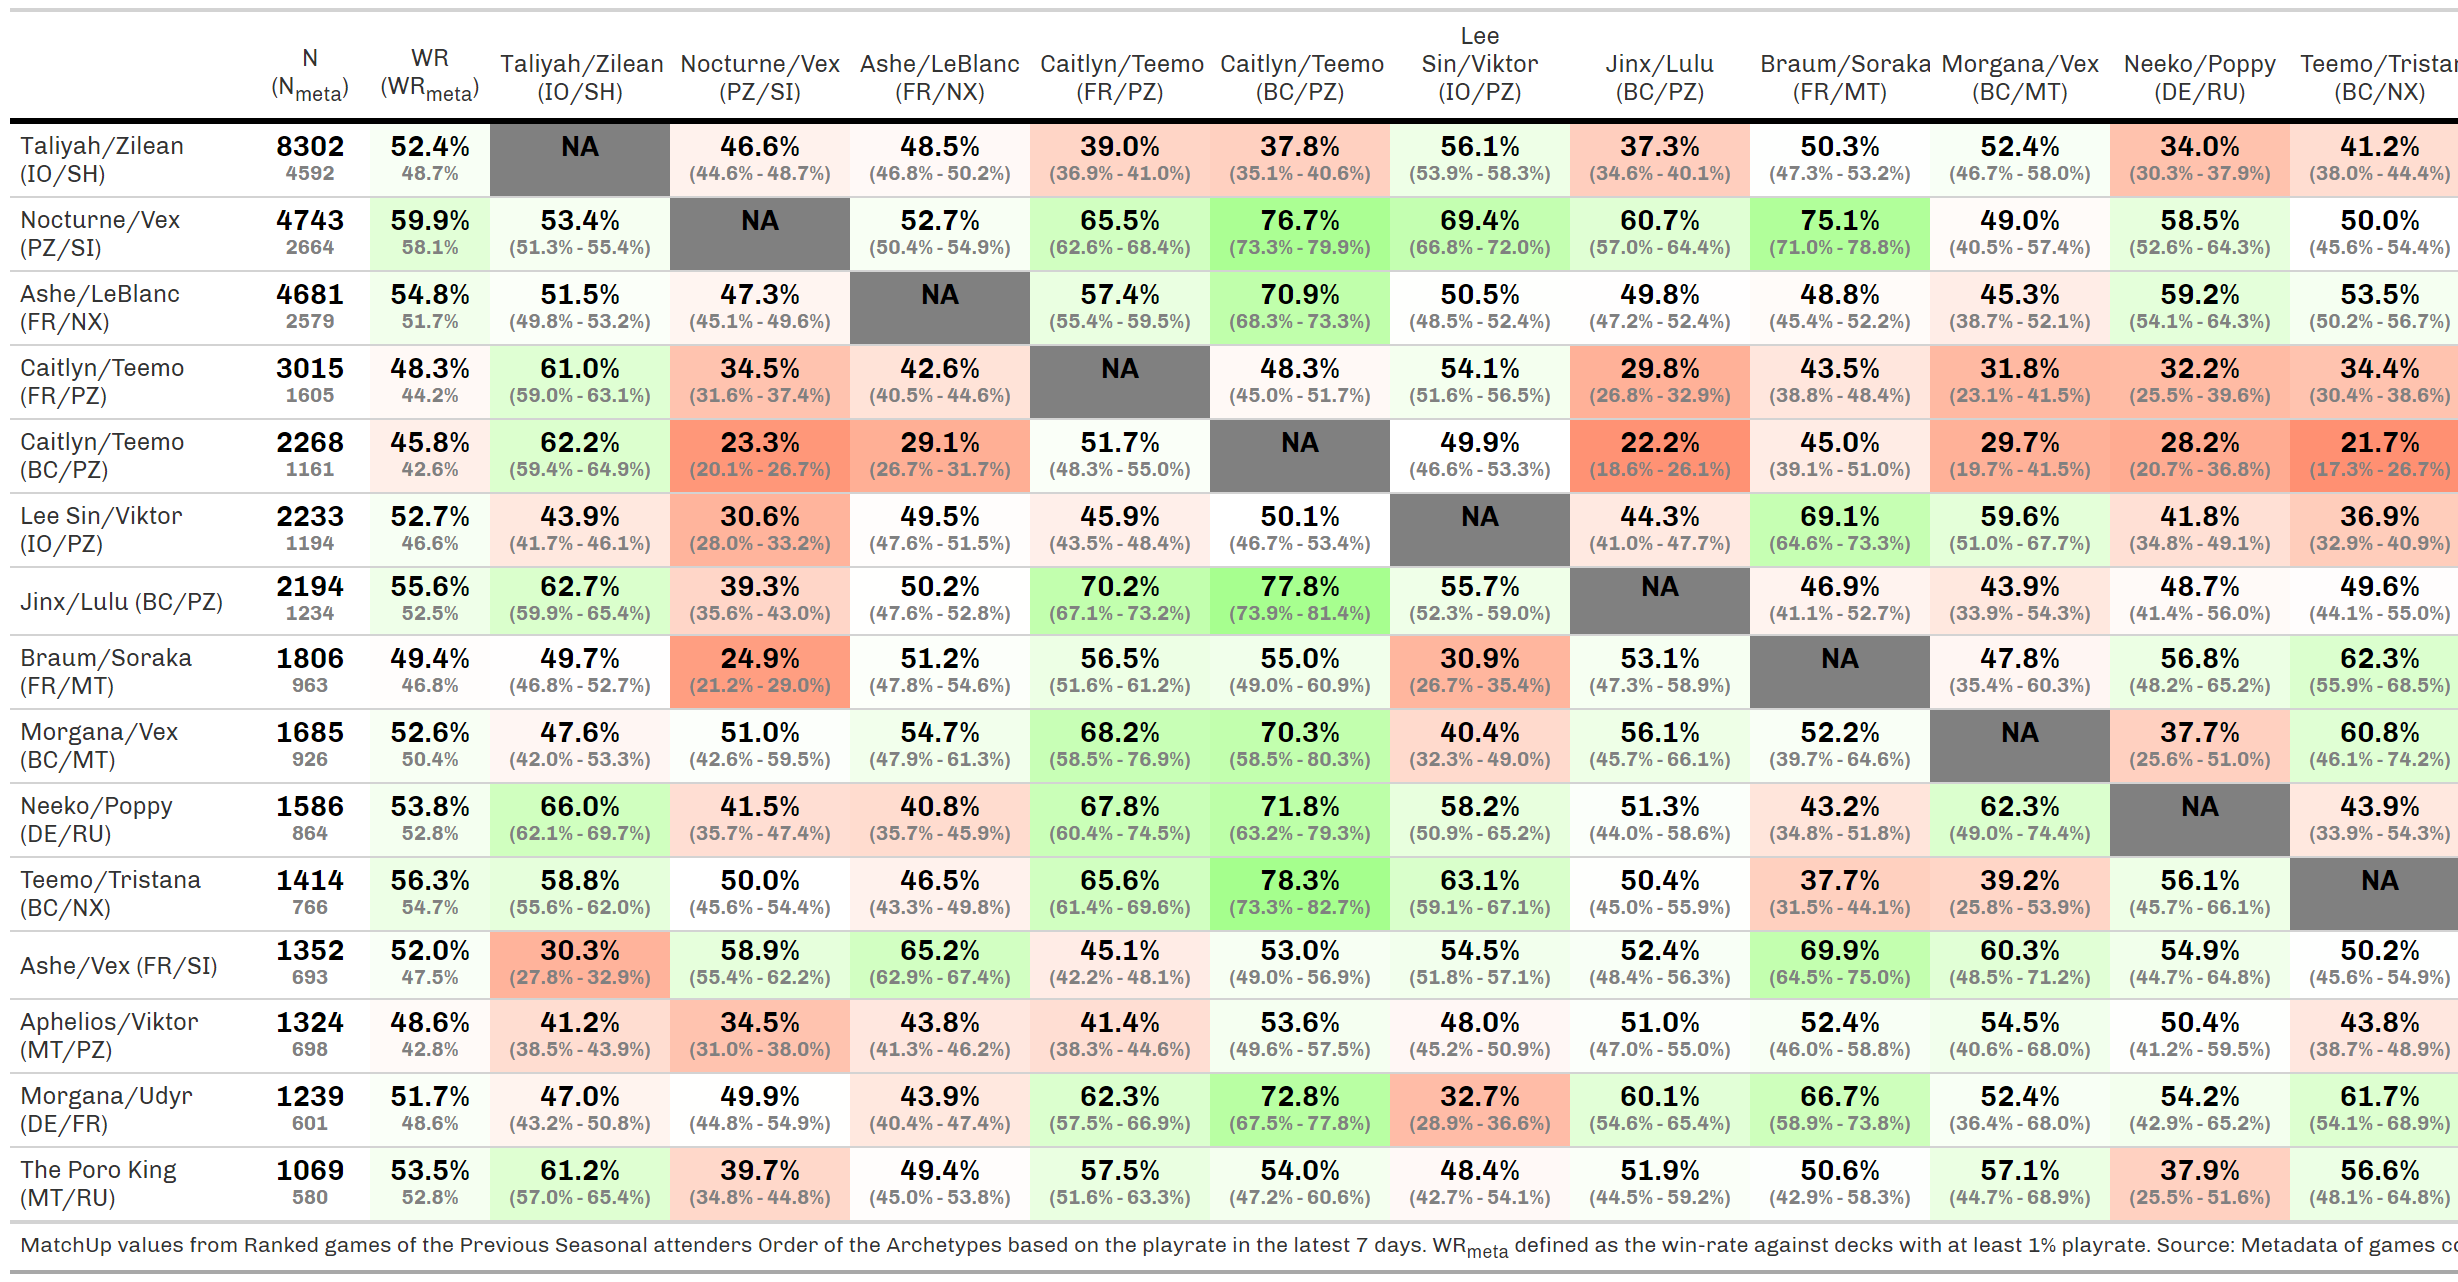 N (Nmeta) WR (WRmeta) Taliyah/Zilean (IO/SH) Nocturne/Vex (PZ/SI) Ashe/LeBlanc (FR/NX) Caitlyn/Teemo (FR/PZ) Caitlyn/Teemo (BC/PZ) Lee Sin/Viktor (IO/PZ) Jinx/Lulu (BC/PZ) Braum/Soraka (FR/MT) Morgana/Vex (BC/MT) Neeko/Poppy (DE/RU) Teemo/Tristan (BC/NX)
Taliyah/Zilean 8302 52.4% NA 46.6% 48.5% 39.0% 37.8% 56.1% 37.3% 50.3% 52.4% 34.0% 41.2%
(IO/SH) 4592 48.7% (44.6% - 48.7%) (46.8% - 50.2%) (36.9% - 41.0%) (35.1% - 40.6%) (53.9% - 58.3%) (34.6% - 40.1%) (47.3% - 53.2%) (46.7% - 58.0%) (30.3% - 37.9%) (38.0% - 44.4%)
Nocturne/Vex 4743 59.9% 53.4% NA 52.7% 65.5% 76.7% 69.4% 60.7% 75.1% 49.0% 58.5% 50.0%
(PZ/SI) 2664 58.1% (51.3% - 55.4%) (50.4% - 54.9%) (62.6% - 68.4%) (73.3% - 79.9%) (66.8% - 72.0%) (57.0% - 64.4%) (71.0% - 78.8%) (40.5% - 57.4%) (52.6% - 64.3%) (45.6% - 54.4%)
Ashe/LeBlanc 4681 54.8% 51.5% 47.3% NA 57.4% 70.9% 50.5% 49.8% 48.8% 45.3% 59.2% 53.5%
(FR/NX) 2579 51.7% (49.8% - 53.2%) (45.1% - 49.6%) (55.4% - 59.5%) (68.3% - 73.3%) (48.5% - 52.4%) (47.2% - 52.4%) (45.4% - 52.2%) (38.7% - 52.1%) (54.1% - 64.3%) (50.2% - 56.7%)
Caitlyn/Teemo 3015 48.3% 61.0% 34.5% 42.6% NA 48.3% 54.1% 29.8% 43.5% 31.8% 32.2% 34.4%
(FR/PZ) 1605 44.2% (59.0% - 63.1%) (31.6% - 37.4%) (40.5% - 44.6%) (45.0% - 51.7%) (51.6% - 56.5%) (26.8% - 32.9%) (38.8% - 48.4%) (23.1% - 41.5%) (25.5% - 39.6%) (30.4% - 38.6%)
Caitlyn/Teemo 2268 45.8% 62.2% 23.3% 29.1% 51.7% NA 49.9% 22.2% 45.0% 29.7% 28.2% 21.7%
(BC/PZ) 1161 42.6% (59.4% - 64.9%) (20.1% - 26.7%) (26.7% - 31.7%) (48.3% - 55.0%) (46.6% - 53.3%) (18.6% - 26.1%) (39.1% - 51.0%) (19.7% - 41.5%) (20.7% - 36.8%) (17.3% - 26.7%)
Lee Sin/Viktor 2233 52.7% 43.9% 30.6% 49.5% 45.9% 50.1% NA 44.3% 69.1% 59.6% 41.8% 36.9%
(IO/PZ) 1194 46.6% (41.7% - 46.1%) (28.0% - 33.2%) (47.6% - 51.5%) (43.5% - 48.4%) (46.7% - 53.4%) (41.0% - 47.7%) (64.6% - 73.3%) (51.0% - 67.7%) (34.8% - 49.1%) (32.9% - 40.9%)
Jinx/Lulu (BC/PZ) 2194 55.6% 62.7% 39.3% 50.2% 70.2% 77.8% 55.7% NA 46.9% 43.9% 48.7% 49.6%
1234 52.5% (59.9% - 65.4%) (35.6% - 43.0%) (47.6% - 52.8%) (67.1% - 73.2%) (73.9% - 81.4%) (52.3% - 59.0%) (41.1% - 52.7%) (33.9% - 54.3%) (41.4% - 56.0%) (44.1% - 55.0%)
Braum/Soraka 1806 49.4% 49.7% 24.9% 51.2% 56.5% 55.0% 30.9% 53.1% NA 47.8% 56.8% 62.3%
(FR/MT) 963 46.8% (46.8% - 52.7%) (21.2% - 29.0%) (47.8% - 54.6%) (51.6% - 61.2%) (49.0% - 60.9%) (26.7% - 35.4%) (47.3% - 58.9%) (35.4% - 60.3%) (48.2% - 65.2%) (55.9% - 68.5%)
Morgana/Vex 1685 52.6% 47.6% 51.0% 54.7% 68.2% 70.3% 40.4% 56.1% 52.2% NA 37.7% 60.8%
(BC/MT) 926 50.4% (42.0% - 53.3%) (42.6% - 59.5%) (47.9% - 61.3%) (58.5% - 76.9%) (58.5% - 80.3%) (32.3% - 49.0%) (45.7% - 66.1%) (39.7% - 64.6%) (25.6% - 51.0%) (46.1% - 74.2%)
Neeko/Poppy 1586 53.8% 66.0% 41.5% 40.8% 67.8% 71.8% 58.2% 51.3% 43.2% 62.3% NA 43.9%
(DE/RU) 864 52.8% (62.1% - 69.7%) (35.7% - 47.4%) (35.7% - 45.9%) (60.4% - 74.5%) (63.2% - 79.3%) (50.9% - 65.2%) (44.0% - 58.6%) (34.8% - 51.8%) (49.0% - 74.4%) (33.9% - 54.3%)
Teemo/Tristana 1414 56.3% 58.8% 50.0% 46.5% 65.6% 78.3% 63.1% 50.4% 37.7% 39.2% 56.1% NA
(BC/NX) 766 54.7% (55.6% - 62.0%) (45.6% - 54.4%) (43.3% - 49.8%) (61.4% - 69.6%) (73.3% - 82.7%) (59.1% - 67.1%) (45.0% - 55.9%) (31.5% - 44.1%) (25.8% - 53.9%) (45.7% - 66.1%)
Ashe/Vex (FR/SI) 1352 52.0% 30.3% 58.9% 65.2% 45.1% 53.0% 54.5% 52.4% 69.9% 60.3% 54.9% 50.2%
693 47.5% (27.8% - 32.9%) (55.4% - 62.2%) (62.9% - 67.4%) (42.2% - 48.1%) (49.0% - 56.9%) (51.8% - 57.1%) (48.4% - 56.3%) (64.5% - 75.0%) (48.5% - 71.2%) (44.7% - 64.8%) (45.6% - 54.9%)
Aphelios/Viktor 1324 48.6% 41.2% 34.5% 43.8% 41.4% 53.6% 48.0% 51.0% 52.4% 54.5% 50.4% 43.8%
(MT/PZ) 698 42.8% (38.5% - 43.9%) (31.0% - 38.0%) (41.3% - 46.2%) (38.3% - 44.6%) (49.6% - 57.5%) (45.2% - 50.9%) (47.0% - 55.0%) (46.0% - 58.8%) (40.6% - 68.0%) (41.2% - 59.5%) (38.7% - 48.9%)
Morgana/Udyr 1239 51.7% 47.0% 49.9% 43.9% 62.3% 72.8% 32.7% 60.1% 66.7% 52.4% 54.2% 61.7%
(DE/FR) 601 48.6% (43.2% - 50.8%) (44.8% - 54.9%) (40.4% - 47.4%) (57.5% - 66.9%) (67.5% - 77.8%) (28.9% - 36.6%) (54.6% - 65.4%) (58.9% - 73.8%) (36.4% - 68.0%) (42.9% - 65.2%) (54.1% - 68.9%)
The Poro King 1069 53.5% 61.2% 39.7% 49.4% 57.5% 54.0% 48.4% 51.9% 50.6% 57.1% 37.9% 56.6%
(MT/RU) 580 52.8% (57.0% - 65.4%) (34.8% - 44.8%) (45.0% - 53.8%) (51.6% - 63.3%) (47.2% - 60.6%) (42.7% - 54.1%) (44.5% - 59.2%) (42.9% - 58.3%) (44.7% - 68.9%) (25.5% - 51.6%) (48.1% - 64.8%)
MatchUp values from Ranked games of the Previous Seasonal attenders Order of the Archetypes based on the playrate in the latest 7 days. WRmeta defined as the win-rate against decks with at least 1% playrate. Source: Metadata of games